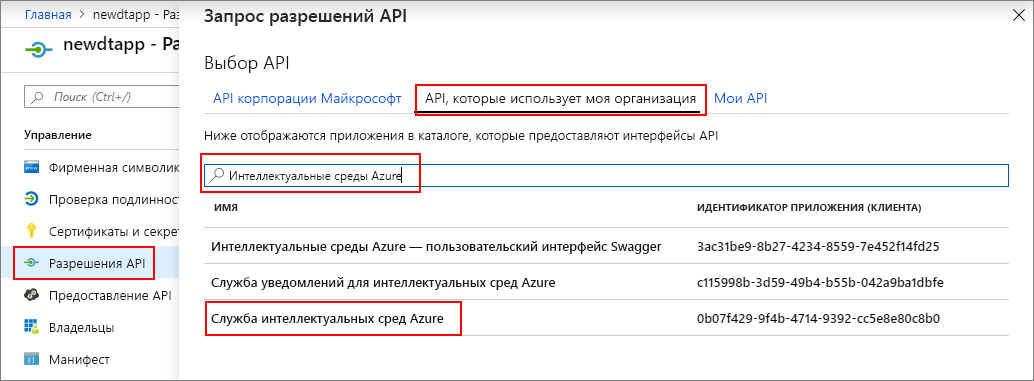 Главная > newdtapp - Раз
newdtapp - Раз
Поиск (Ctrl+/)
Управление
Фирменная символик
Проверка подлинност
Сертификаты и секрет
Разрешения API
Предоставление API
Владельцы
Манифест
Запрос разрешений API
Выбор API
API корпорации Майкрософт
API, которые использует моя организация
Мои API
Ниже отображаются приложения в каталоге, которые предоставляют интерфейсы API
Интеллектуальные среды Azure
ИМЯ ИДЕНТИФИКАТОР ПРИЛОЖЕНИЯ (КЛИЕНТА)
Интеллектуальные среды Azure — пользовательский интерфейс Swagger 3ac31be9-8b27-4234-8559-7e452f14fd25
Служба уведомлений для интеллектуальных сред Azure c115998b-3d59-49b4-b55b-042a9ba1dbfe
Служба интеллектуальных сред Azure 0b07f429-9f4b-4714-9392-cc5e8e80c8b0